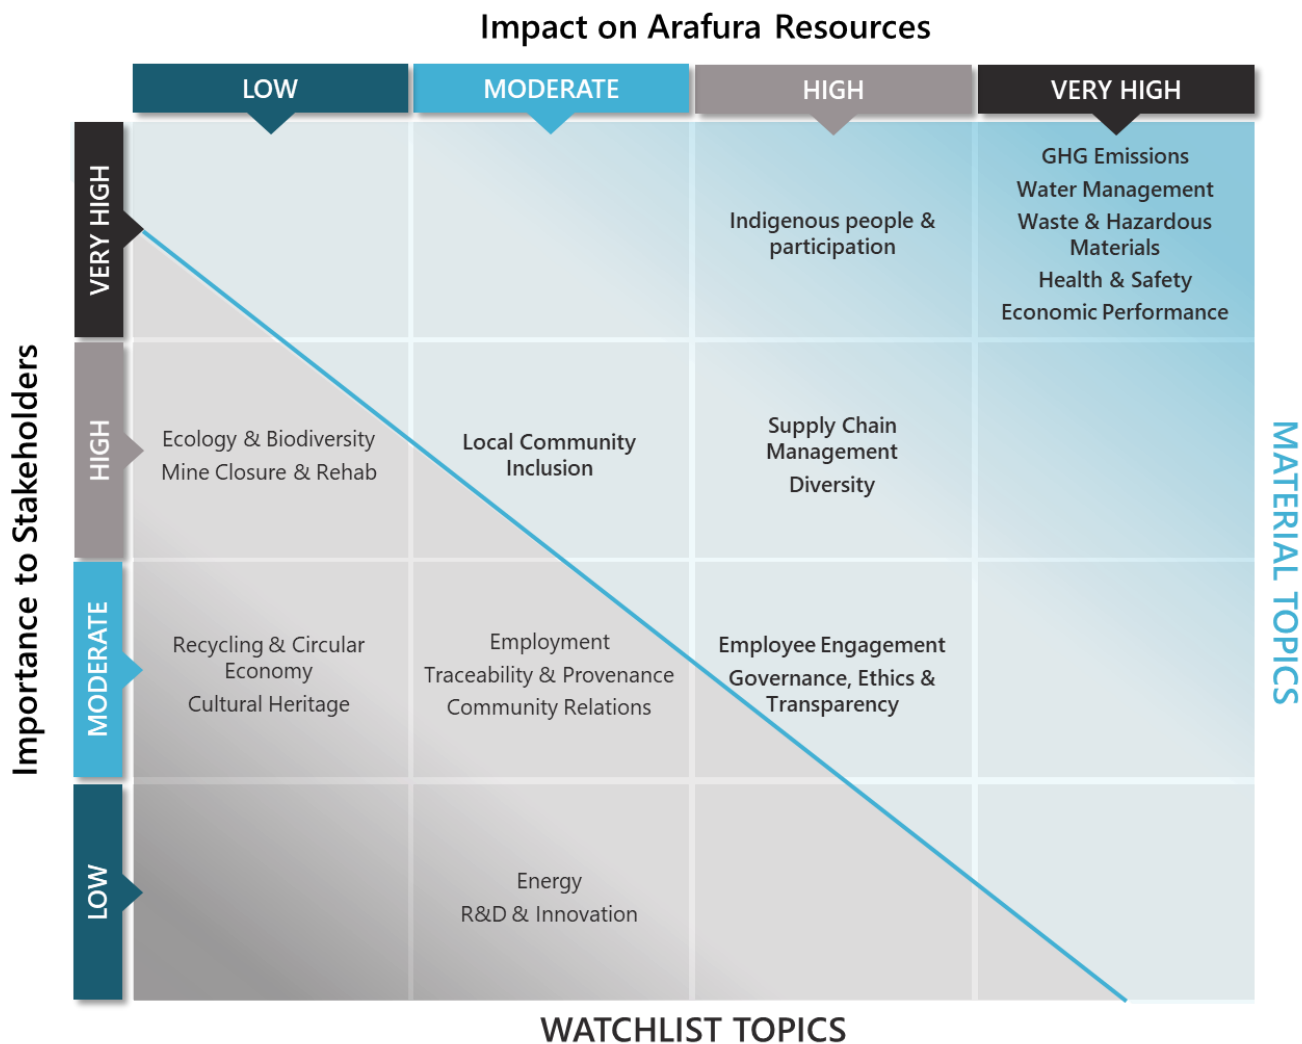 Impact on Arafura Resources
LOW
MODERATE
HIGH
VERY HIGH
Importance to Stakeholders
VERY HIGH
Indigenous people &
participation
GHG Emissions
Water Management
Waste & Hazardous
Materials
Health & Safety
Economic Performance
HIGH
Ecology & Biodiversity
Mine Closure & Rehab
Local Community
Inclusion
Supply Chain
Management
Diversity
MODERATE
Recycling & Circular
Economy
Cultural Heritage
Employment
Traceability & Provenance
Community Relations
Employee Engagement
Governance, Ethics &
Transparency
LOW
Energy
R&D & Innovation
MATERIAL TOPICS
WATCHLIST TOPICS